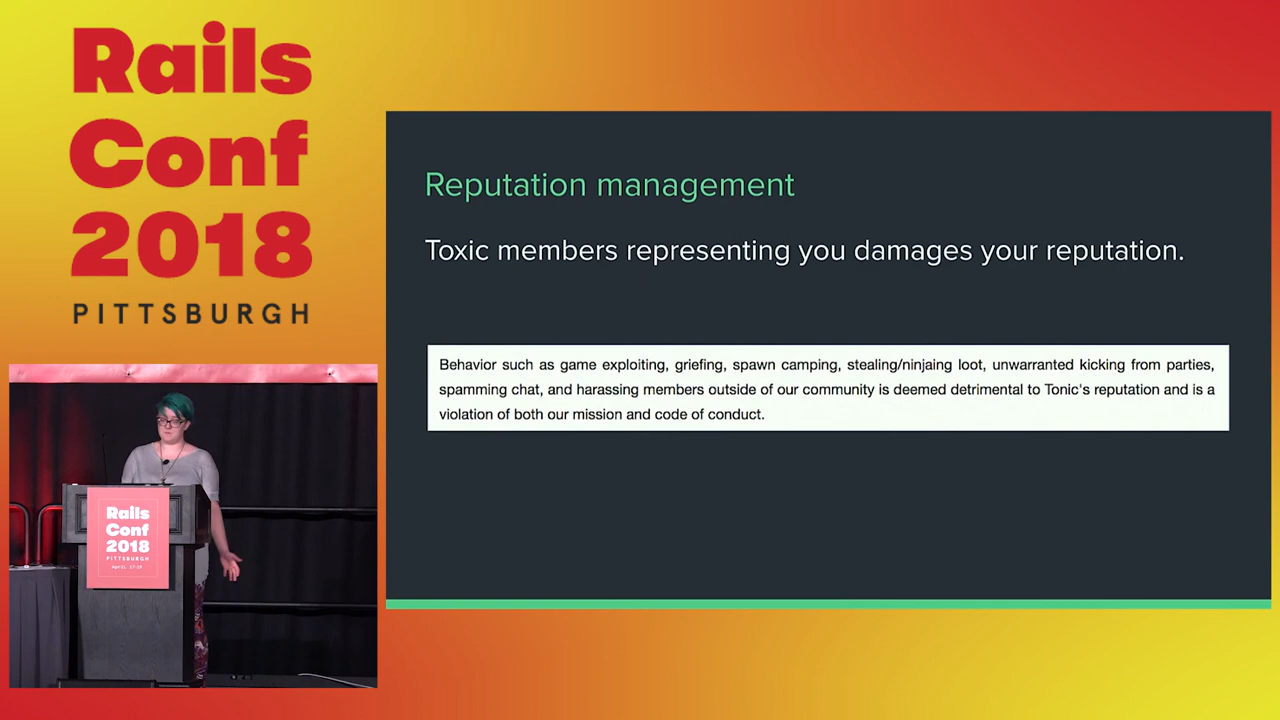 Rails
Conf
2018
PITTSBURGH
Reputation management
Toxic members representing you damages your reputation.
Behavior such as game exploiting, griefing, spawn camping, stealing/ninjaing loot, unwarranted kicking from parties,
spamming chat, and harassing members outside of our community is deemed detrimental to Tonic's reputation and is a
violation of both our mission and code of conduct.
Rails
Conf
2018
PITTSBURGH